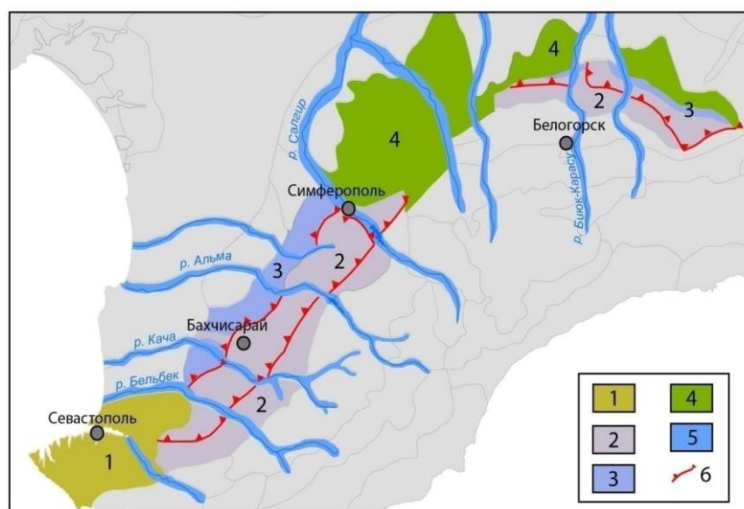 4
4
2
3
Белогорск
р. Салгир
4
р. Биюк-Карасу
Симферополь
2
3
р. Альма
Бахчисарай
р. Кача
р. Бельбек
2
Севастополь
1
1
4
2
5
3
6